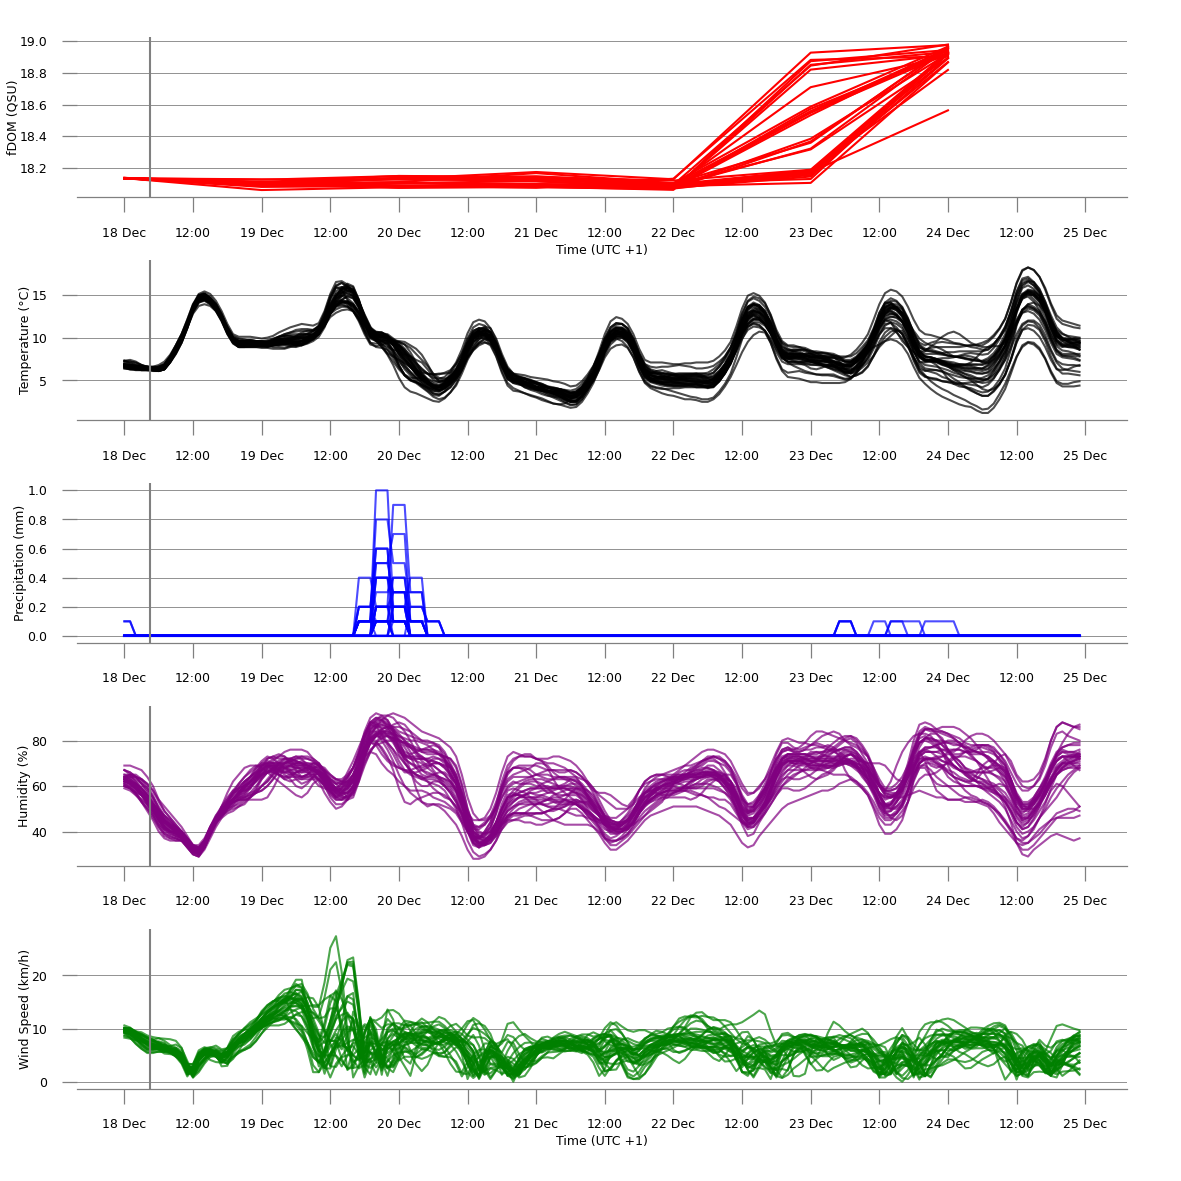 fDOM (QSU)
19.0
18.8
18.6
18.4
18.2
18 Dec 12:00 19 Dec 12:00 20 Dec 12:00 21 Dec 12:00 22 Dec 12:00 23 Dec 12:00 24 Dec 12:00 25 Dec
Time (UTC +1)
Temperature (°C)
15
10
5
18 Dec 12:00 19 Dec 12:00 20 Dec 12:00 21 Dec 12:00 22 Dec 12:00 23 Dec 12:00 24 Dec 12:00 25 Dec
Precipitation (mm)
1.0
0.8
0.6
0.4
0.2
0.0
18 Dec 12:00 19 Dec 12:00 20 Dec 12:00 21 Dec 12:00 22 Dec 12:00 23 Dec 12:00 24 Dec 12:00 25 Dec
Humidity (%)
80
60
40
18 Dec 12:00 19 Dec 12:00 20 Dec 12:00 21 Dec 12:00 22 Dec 12:00 23 Dec 12:00 24 Dec 12:00 25 Dec
Wind Speed (km/h)
20
10
0
18 Dec 12:00 19 Dec 12:00 20 Dec 12:00 21 Dec 12:00 22 Dec 12:00 23 Dec 12:00 24 Dec 12:00 25 Dec
Time (UTC +1)